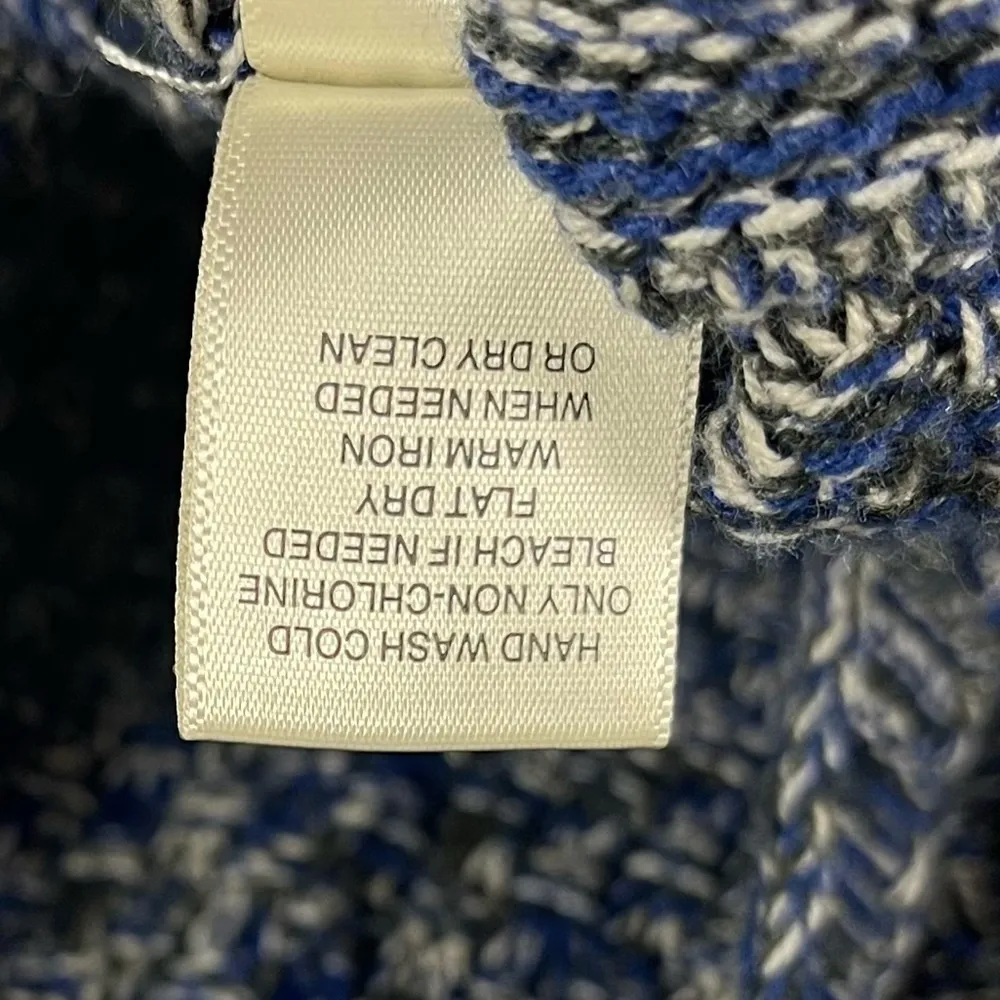 HAND WASH COLD
ONLY NON-CHLORINE
BLEACH IF NEEDED
FLAT DRY
WARM IRON
WHEN NEEDED
OR DRY CLEAN